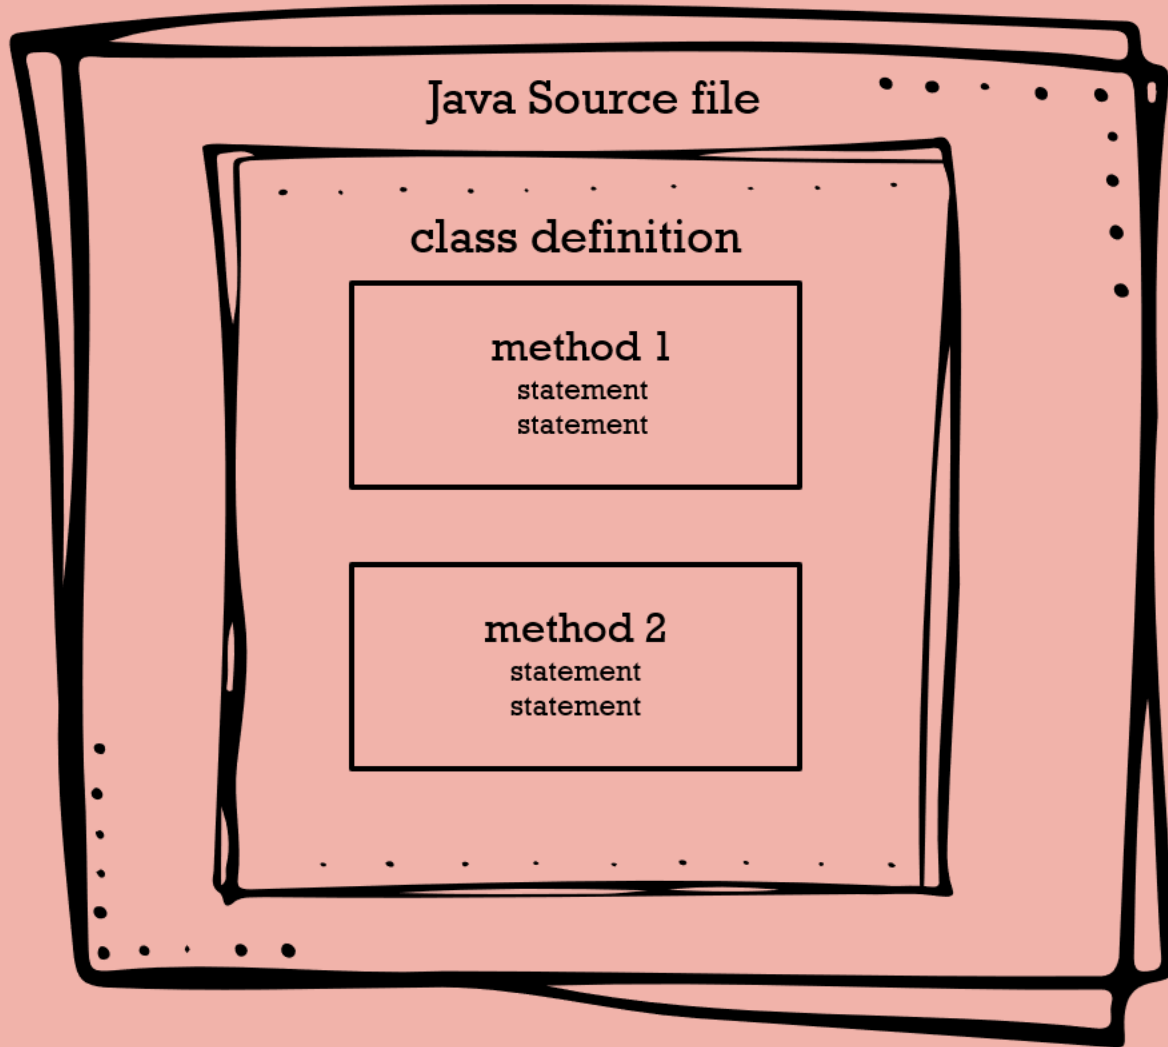 Java Source file
class definition
method 1
statement
statement
method 2
statement
statement